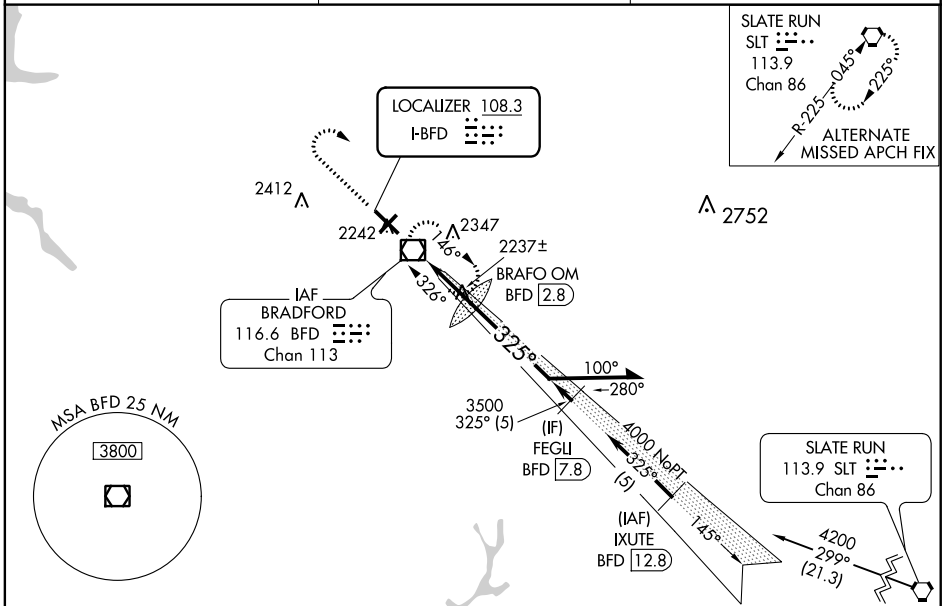 SLATE RUN
SLT
113.9
Chan 86
R-225
045°
225°
ALTERNATE
MISSED APCH FIX
LOCALIZER 108.3
I-BFD
2412
2242
2347
2752
146°
2237±
BRAFO OM
BFD 2.8
326°
IAF
BRADFORD
116.6 BFD
Chan 113
325°
100°
280°
3500
325° (5)
(IF)
FEGLI
BFD 7.8
4000 NoPT
325°
(5)
MSA BFD 25 NM
3800
(IAF)
IXUTE
BFD 12.8
145°
SLATE RUN
113.9 SLT
Chan 86
4200
299°
(21.3)